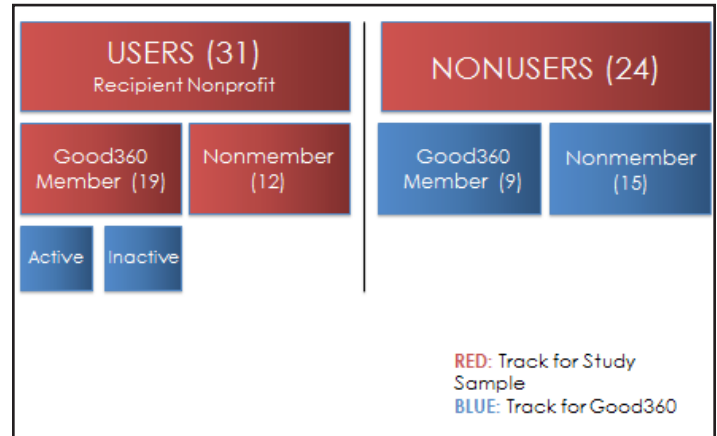 USERS (31)
Recipient Nonprofit
NONUSERS (24)
Good360
Member (19)
Nonmember
(12)
Good360
Member (9)
Nonmember
(15)
Active
Inactive
RED: Track for Study
Sample
BLUE: Track for Good360